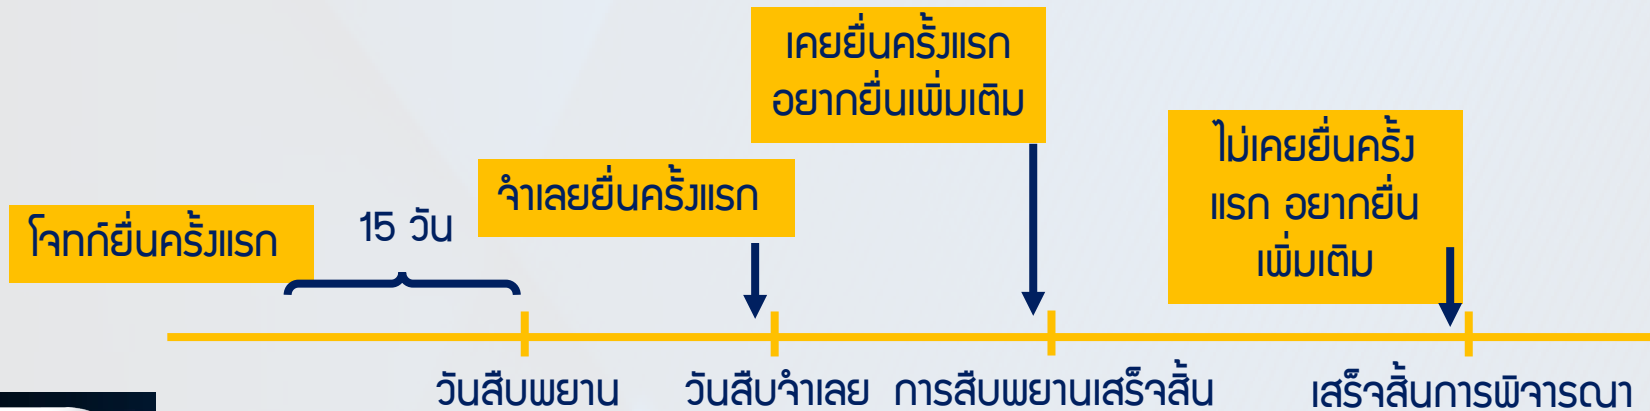 เคยยื่นครั้งแรก
อยากยื่นเพิ่มเติม
ไม่เคยยื่นครั้ง
แรก อยากยื่น
เพิ่มเติม
จำเลยยื่นครั้งแรก
โจทก์ยื่นครั้งแรก
15 วัน
วันสืบพยาน
วันสืบจำเลย
การสืบพยานเสร็จสิ้น
เสร็จสิ้นการพิจารณา